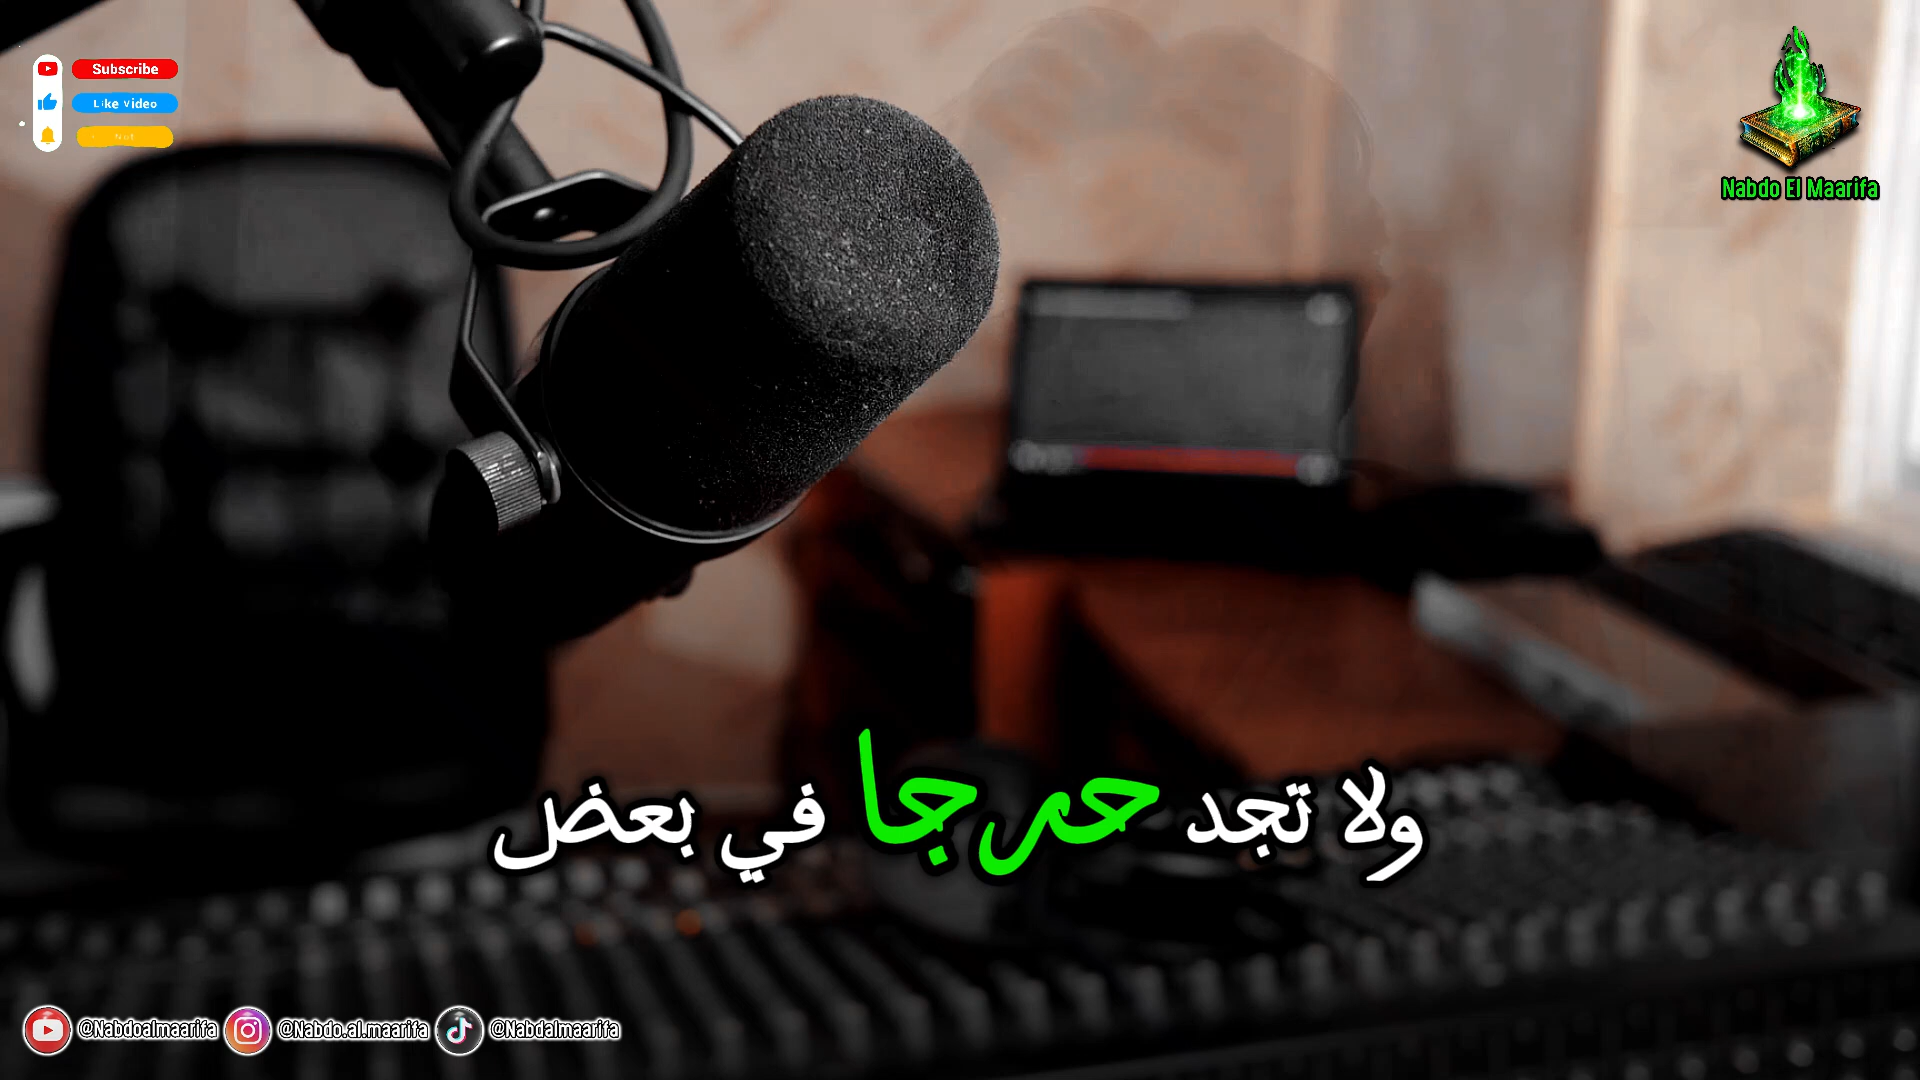 Subscribe
Like video
Nabdo El Maarifa
ولا تجد حرجا في بعض
@Nabdoalmaarifa @Nabdo.al.maarifa @Nabdalmaarifa